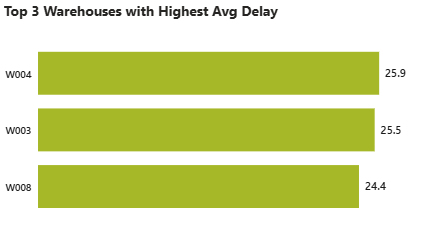 Top 3 Warehouses with Highest Avg Delay
W004 25.9
W003 25.5
W008 24.4